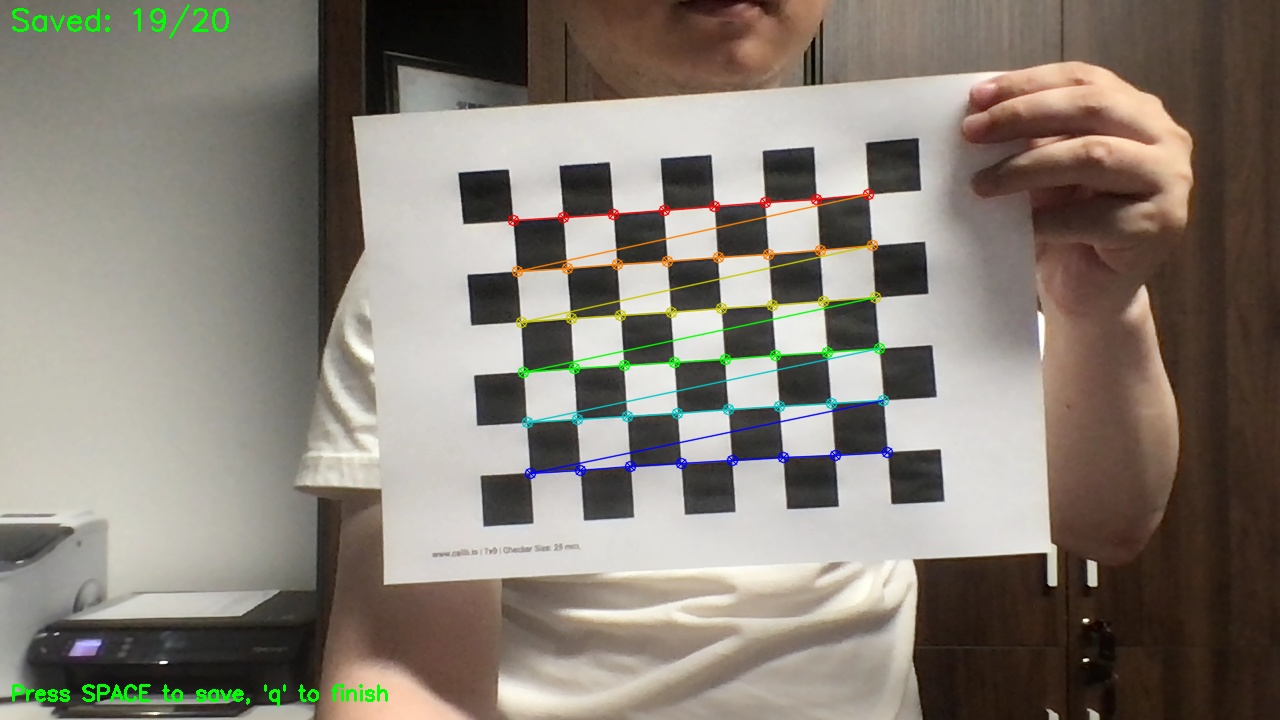 Saved: 19/20
www.calib.io | 7x9 | Checker Size: 25 mm.
Press SPACE to save, 'q' to finish